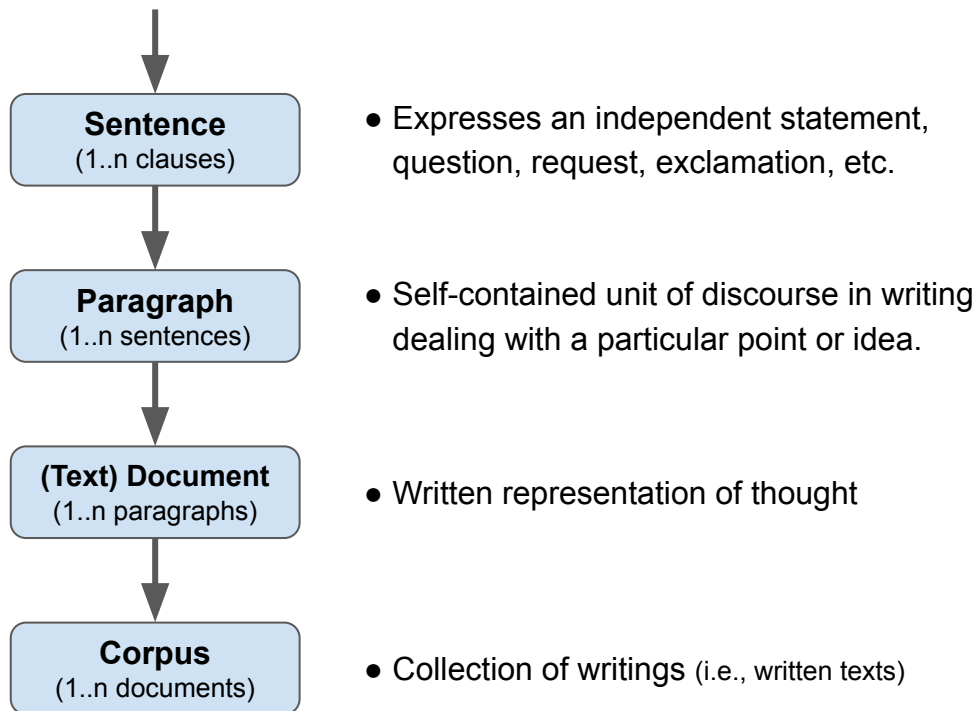 Sentence
(1..n clauses)
● Expresses an independent statement,
question, request, exclamation, etc.
Paragraph
(1..n sentences)
● Self-contained unit of discourse in writing
dealing with a particular point or idea.
(Text) Document
(1..n paragraphs)
● Written representation of thought
Corpus
(1..n documents)
● Collection of writings (i.e., written texts)